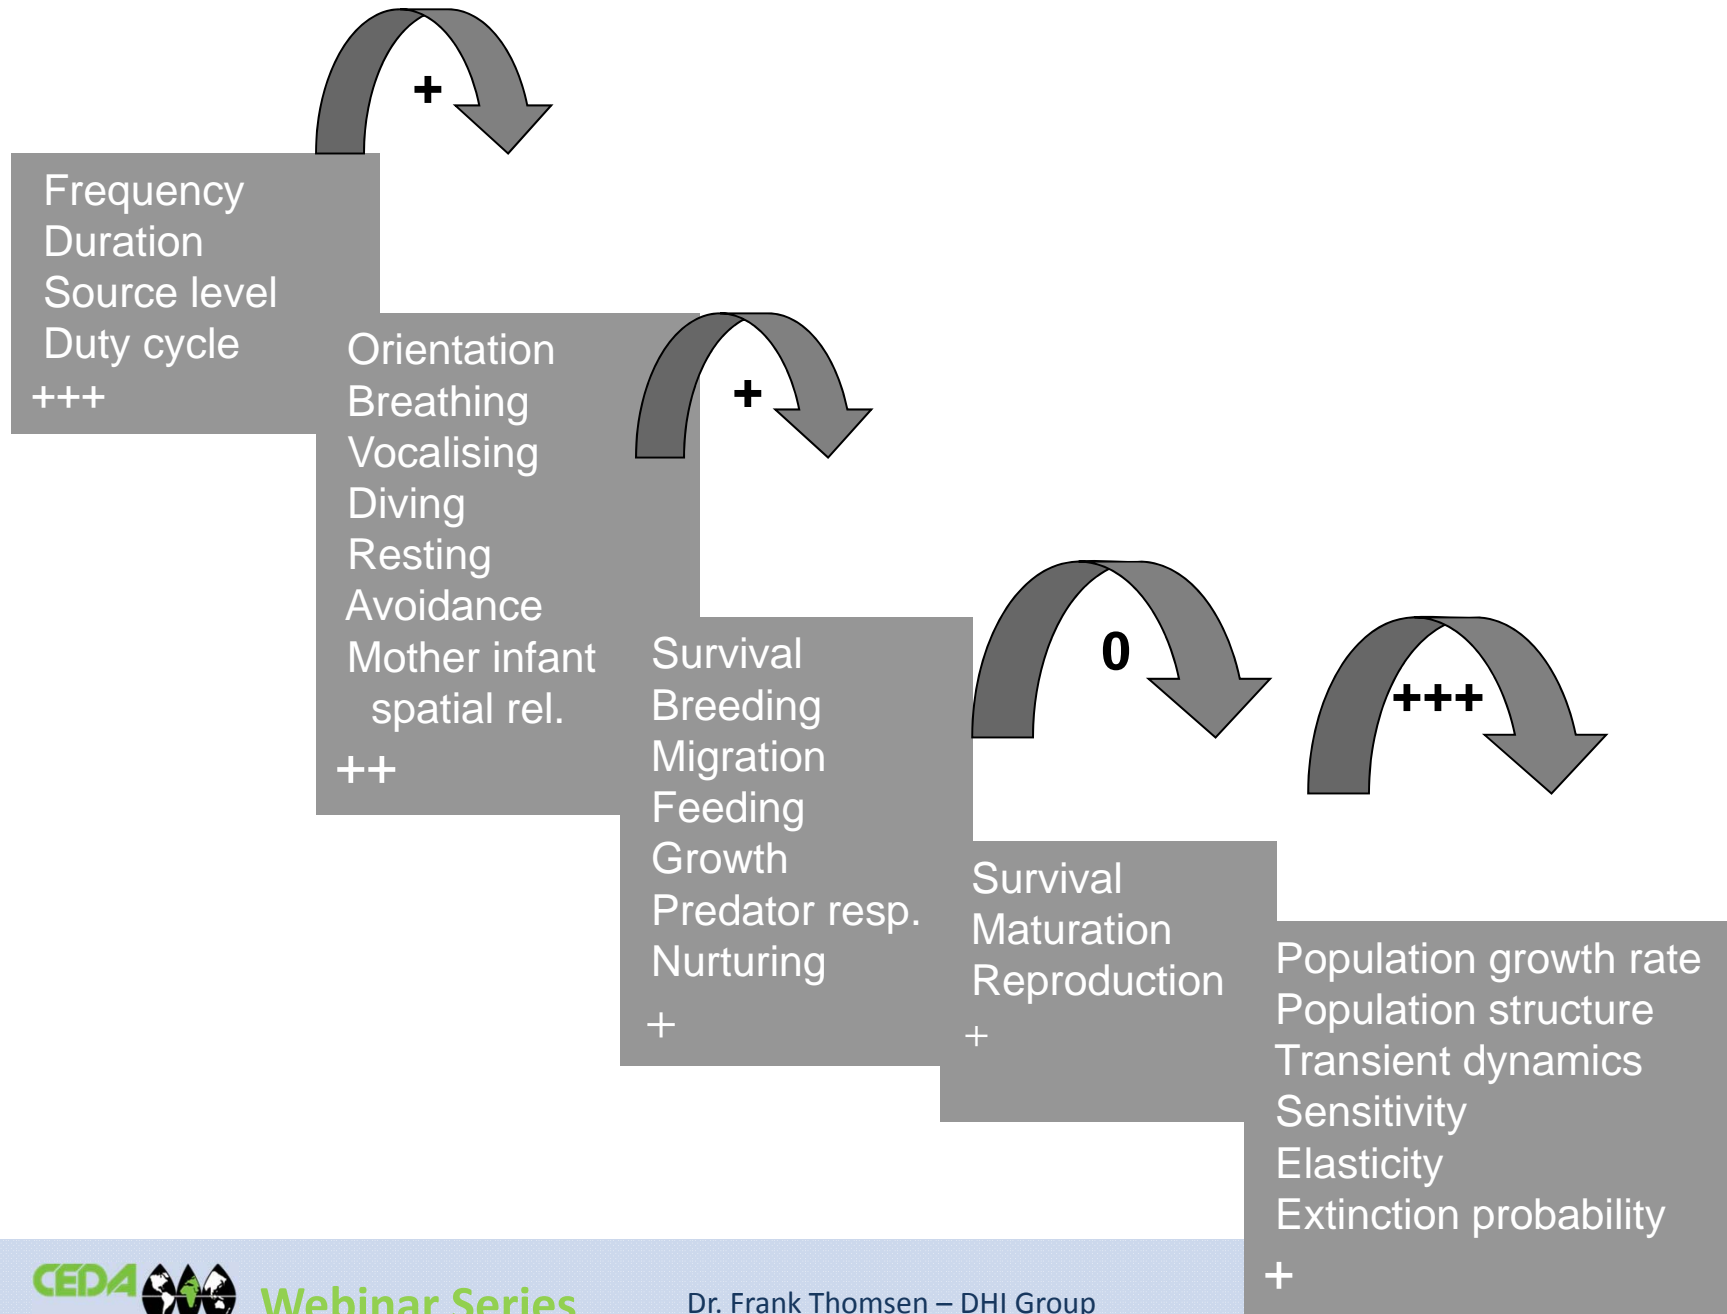 +
Frequency
Duration
Source level
Duty cycle
+++
Orientation
Breathing
Vocalising
Diving
Resting
Avoidance
Mother infant
spatial rel.
++
+
Survival
Breeding
Migration
Feeding
Growth
Predator resp.
Nurturing
+
0
Survival
Maturation
Reproduction
+
+++
Population growth rate
Population structure
Transient dynamics
Sensitivity
Elasticity
Extinction probability
+
CEDA
Webinar Series
Dr. Frank Thomsen – DHI Group